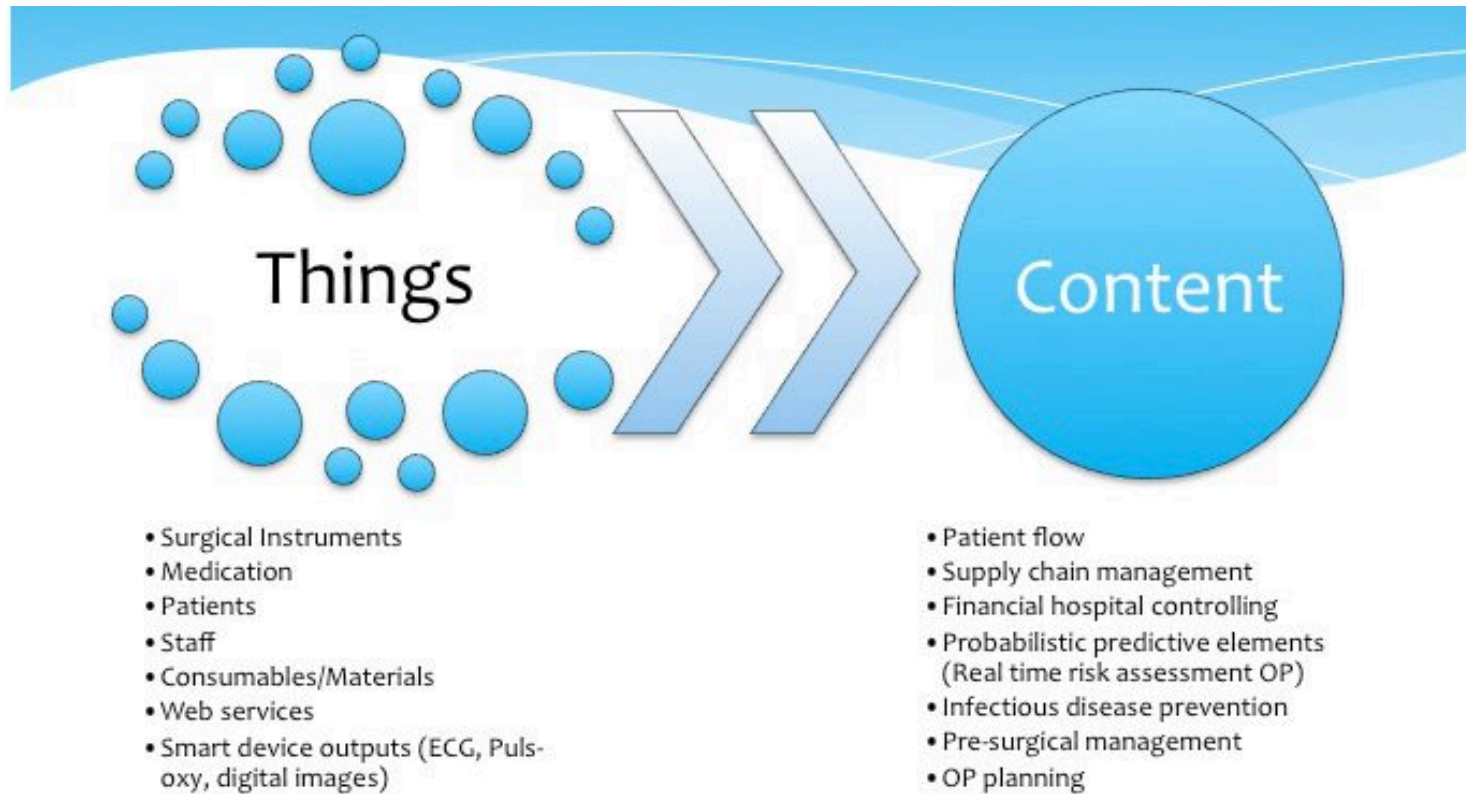 Things
Content
• Surgical Instruments
• Medication
• Patients
• Staff
• Consumables/Materials
• Web services
• Smart device outputs (ECG, Puls-
oxy, digital images)
• Patient flow
• Supply chain management
• Financial hospital controlling
• Probabilistic predictive elements
(Real time risk assessment OP)
• Infectious disease prevention
• Pre-surgical management
• OP planning